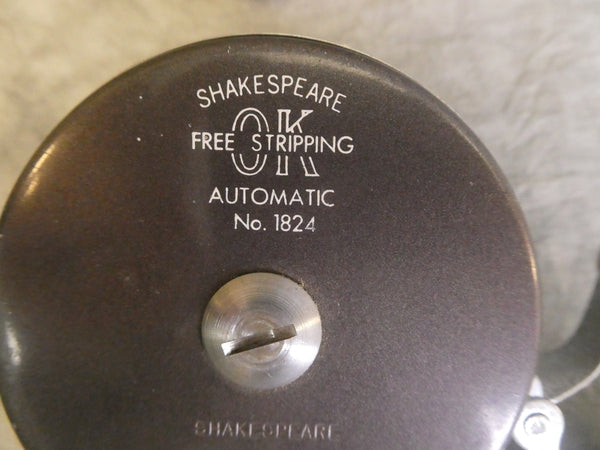 SHAKESPEARE
OK
FREE STRIPPING
AUTOMATIC
No. 1824
SHAKESPEARE